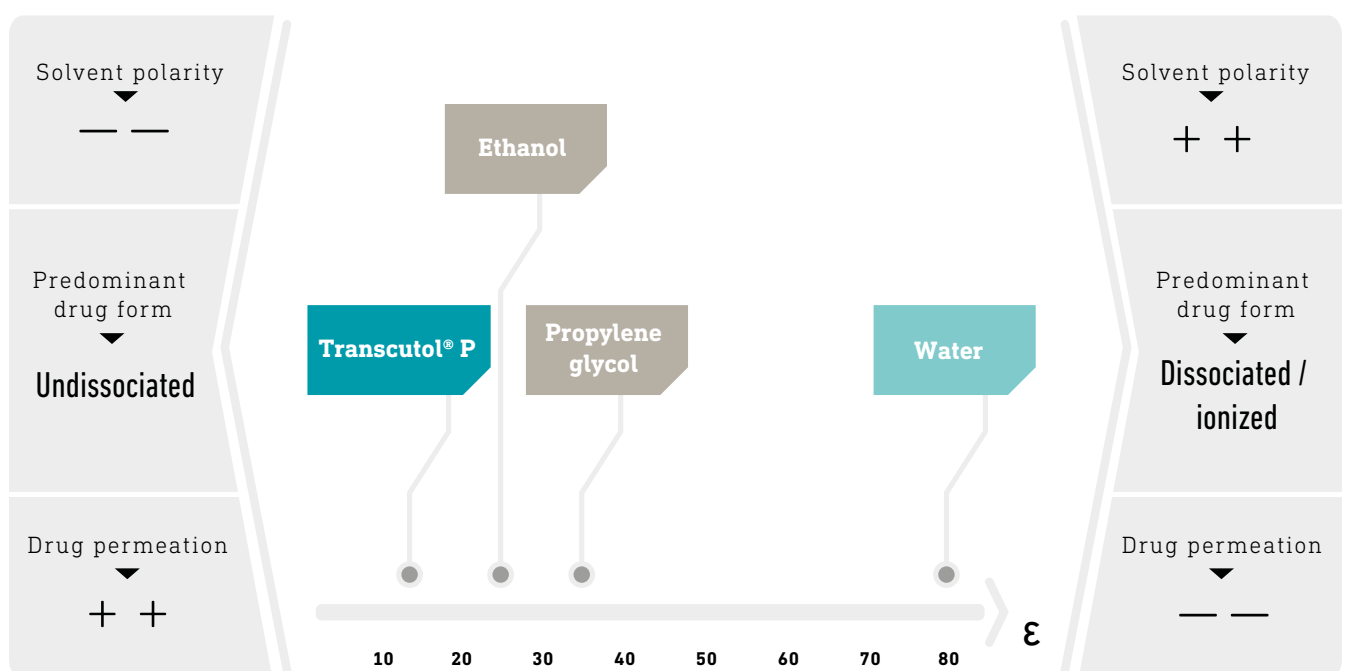 Solvent polarity
— —
Predominant
drug form
Undissociated
Drug permeation
+ +
Ethanol
Transcutol® P
Propylene
glycol
Water
10 20 30 40 50 60 70 80
ε
Solvent polarity
+ +
Predominant
drug form
Dissociated /
ionized
Drug permeation
— —